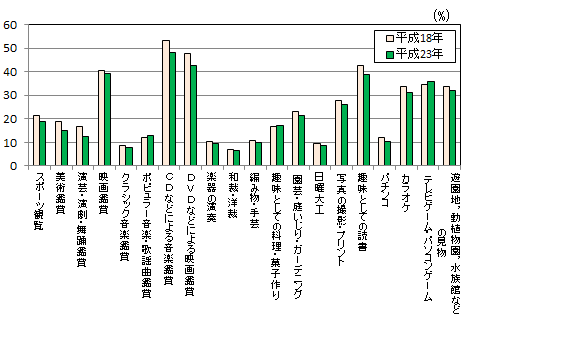 (%)
60
50
40
30
20
10
0
平成18年
平成23年
スポーツ観覧
美術鑑賞
演芸・演劇・舞踊鑑賞
映画鑑賞
クラシック音楽鑑賞
ポピュラー音楽・歌謡曲鑑賞
CDなどによる音楽鑑賞
DVDなどによる映画鑑賞
楽器の演奏
和裁・洋裁
編み物・手芸
趣味としての料理・菓子作り
園芸・庭いじり・ガーデニング
日曜大工
写真の撮影・プリント
趣味としての読書
パチンコ
カラオケ
テレビゲーム・パソコンゲーム
遊園地,動植物園,水族館など
の見物